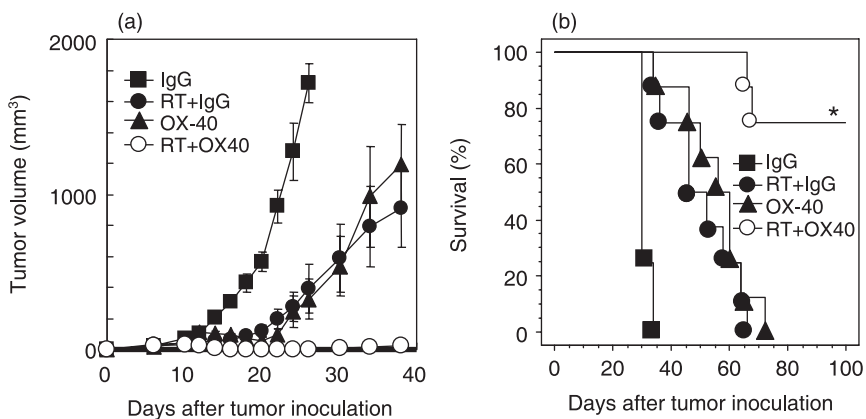 (a)
2000
1000
0
Tumor volume (mm³)
IgG
RT+IgG
OX-40
RT+OX40
0 10 20 30 40
Days after tumor inoculation
(b)
100
80
60
40
20
0
Survival (%)
*
IgG
RT+IgG
OX-40
RT+OX40
0 20 40 60 80 100
Days after tumor inoculation